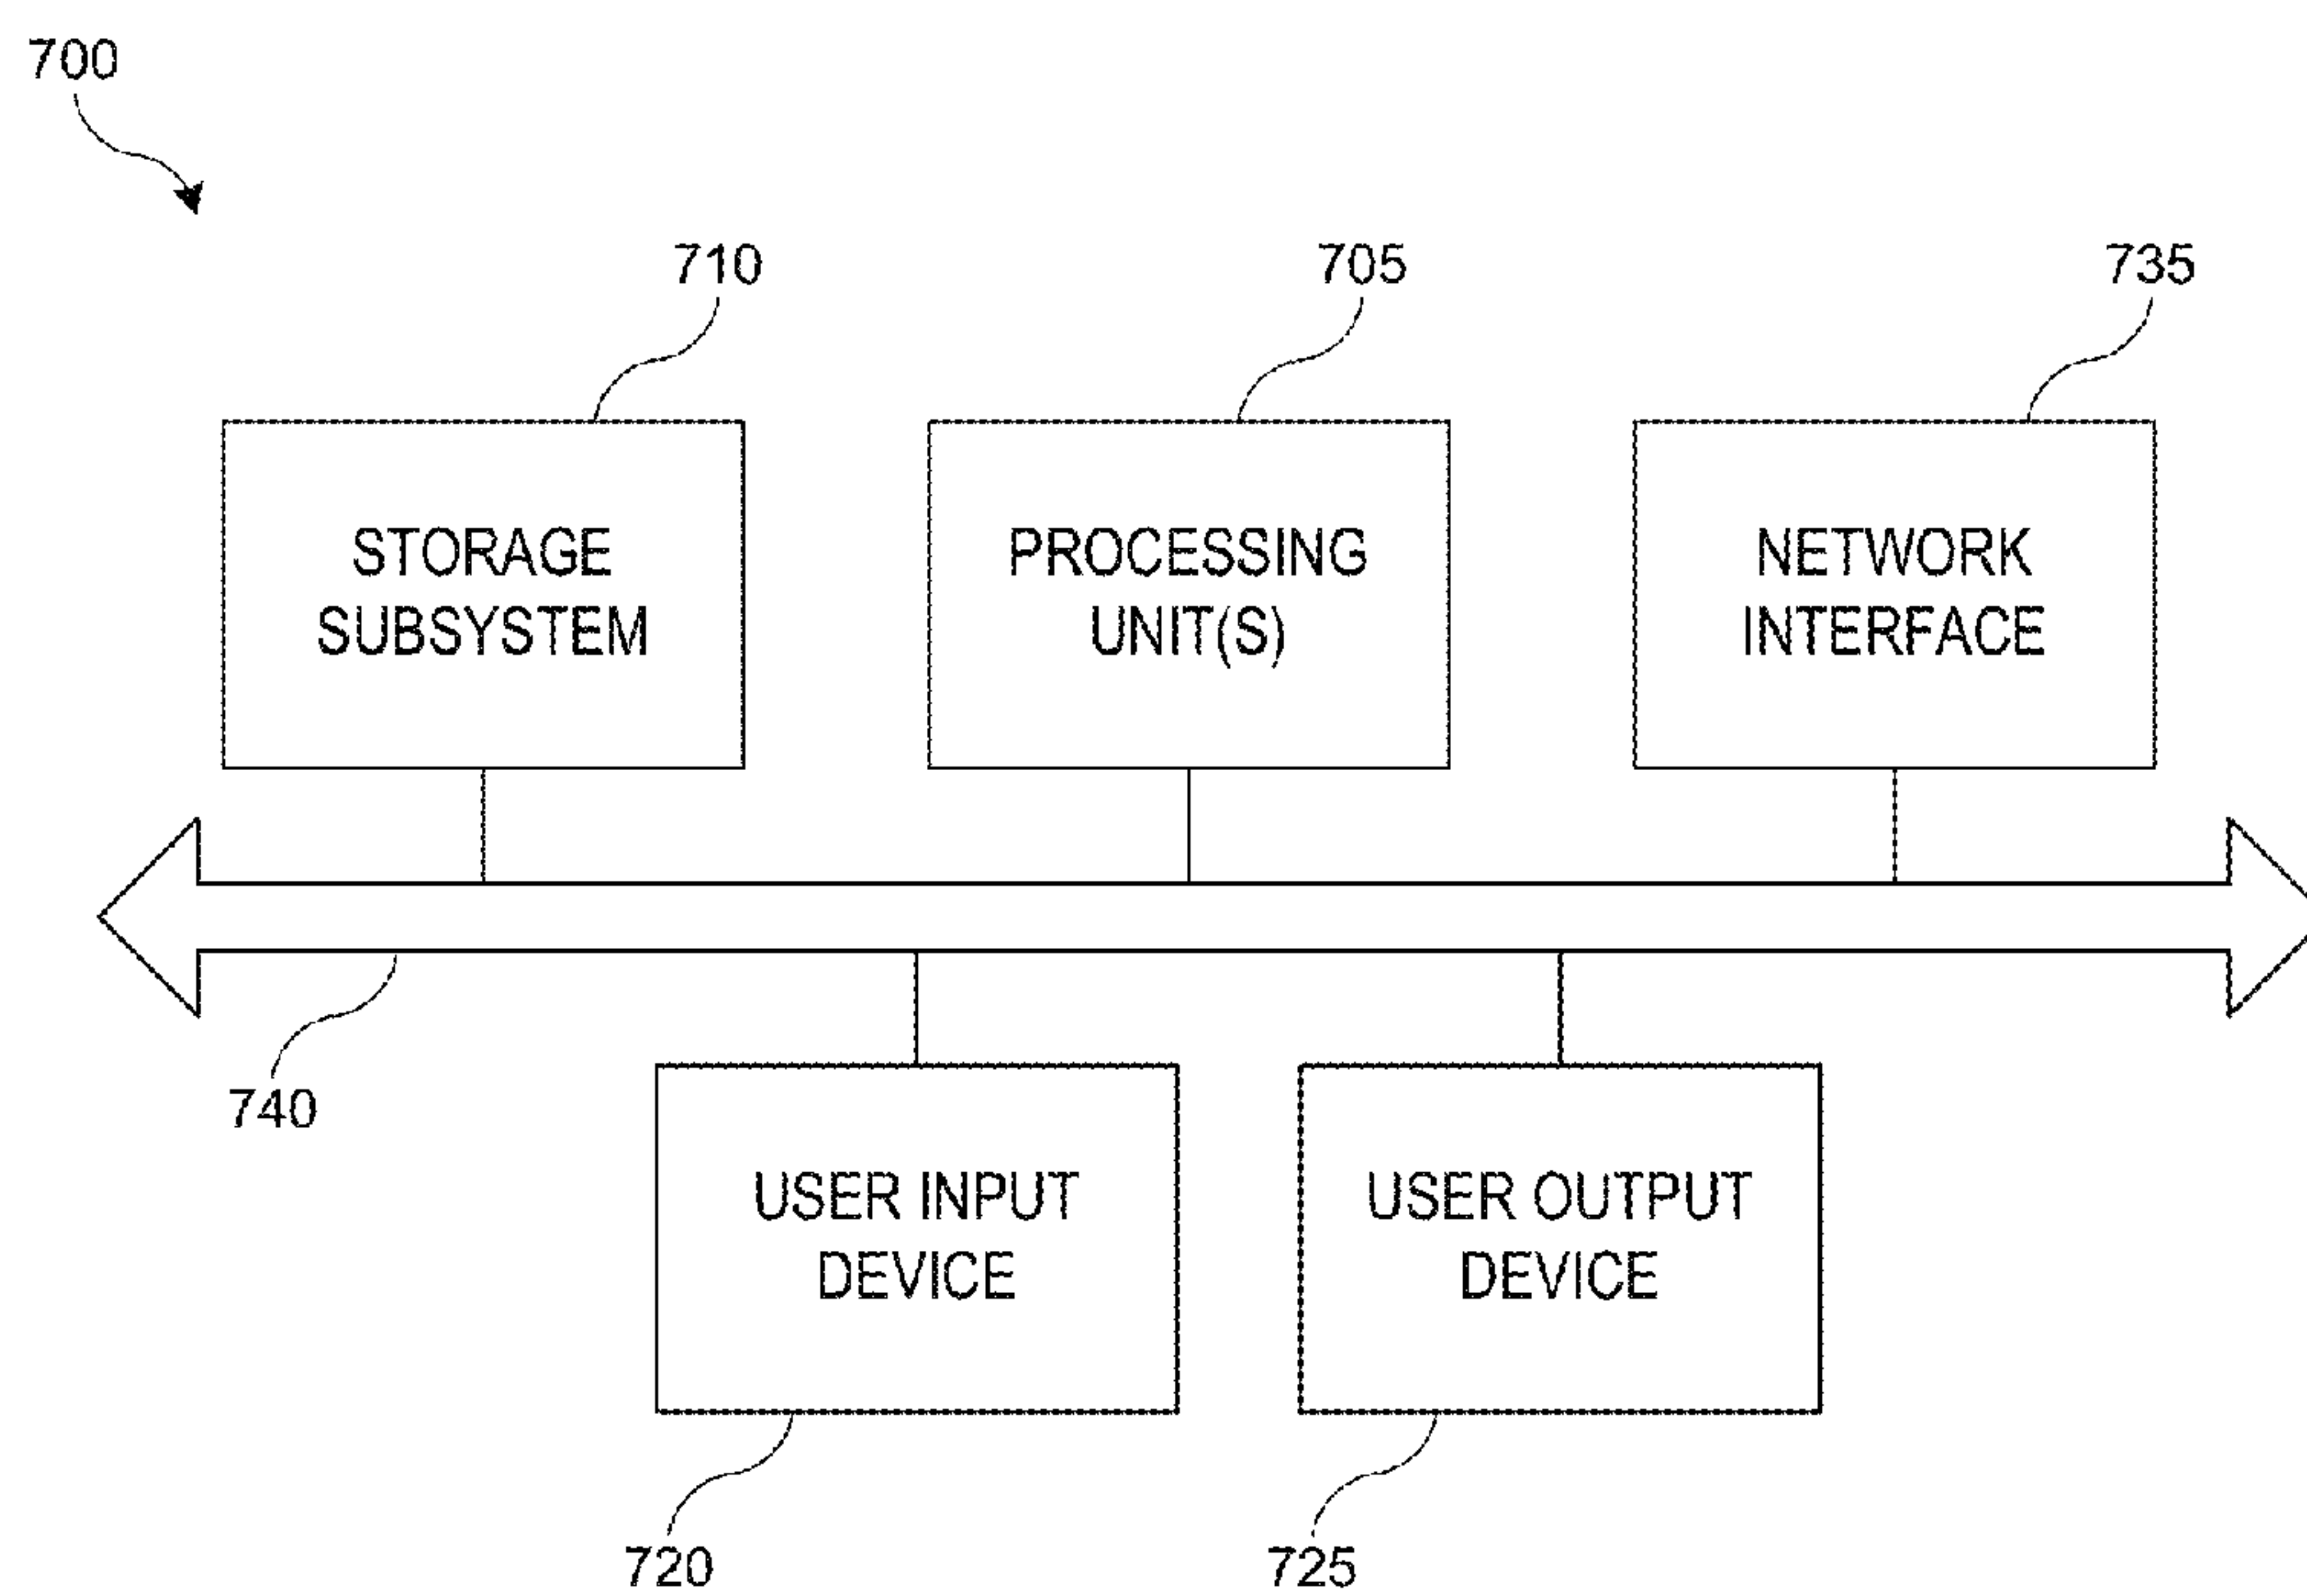 700
710
705
735
STORAGE
SUBSYSTEM
PROCESSING
UNIT(S)
NETWORK
INTERFACE
740
USER INPUT
DEVICE
USER OUTPUT
DEVICE
720
725